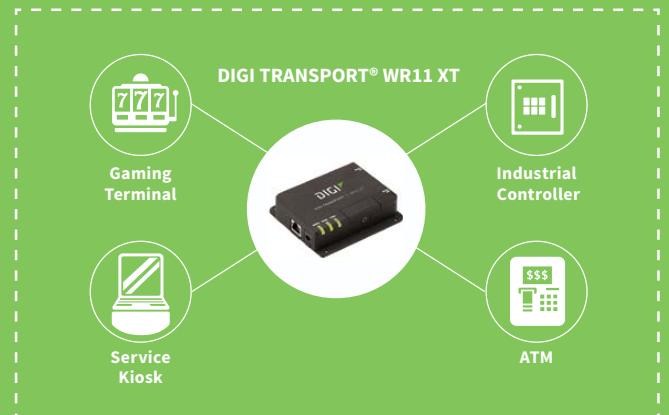 DIGI TRANSPORT® WR11 XT
777
Gaming
Terminal
Industrial
Controller
DIGI
Service
Kiosk
$$$
ATM